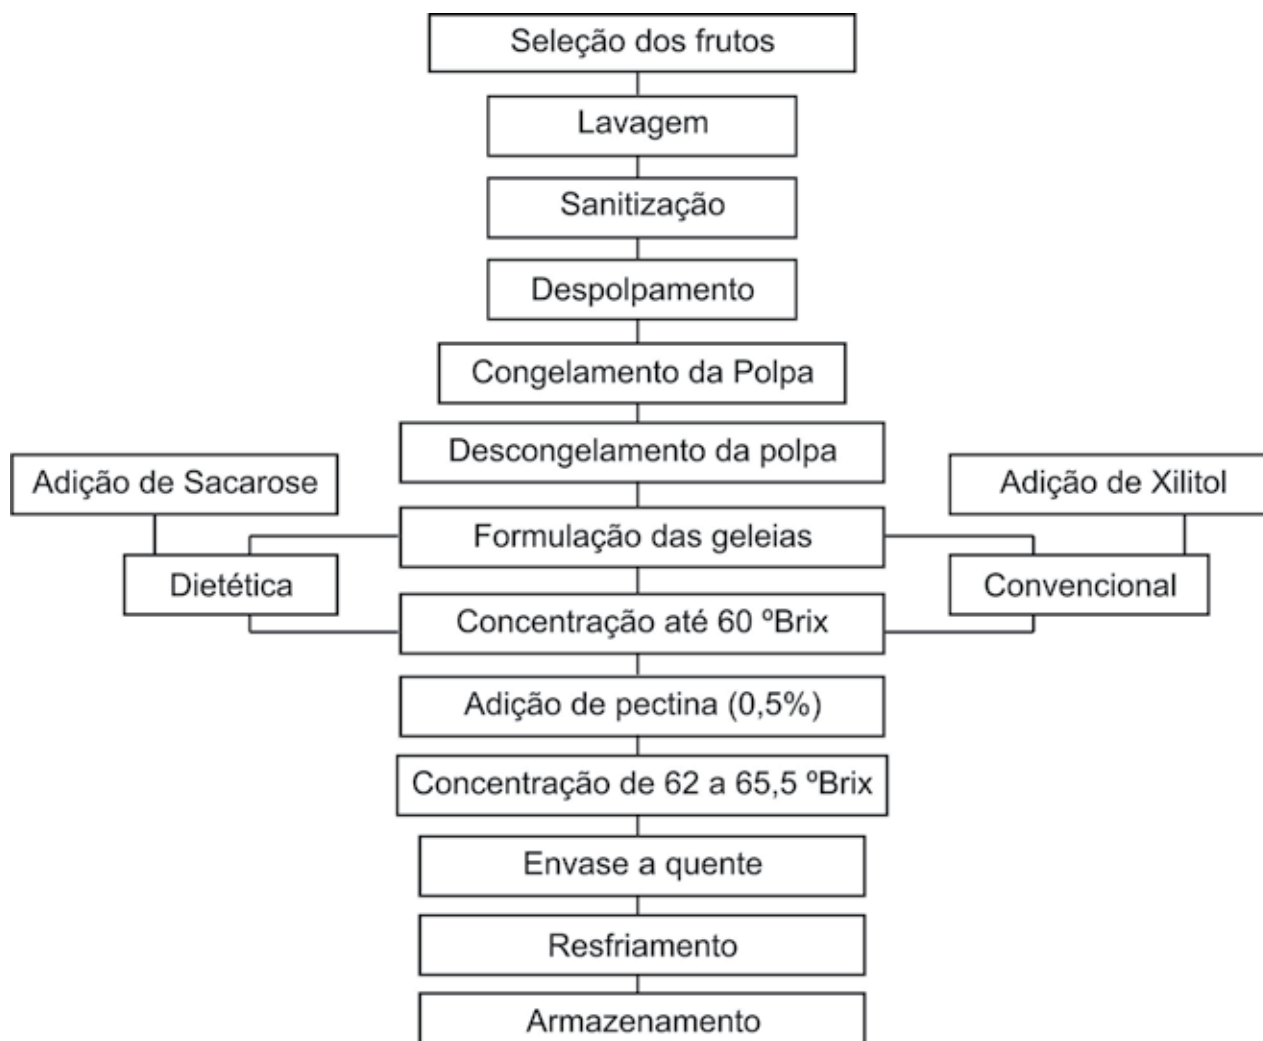 Seleção dos frutos
Lavagem
Sanitização
Despolpamento
Congelamento da Polpa
Descongelamento da polpa
Adição de Sacarose
Adição de Xilitol
Formulação das geleias
Dietética
Convencional
Concentração até 60 ºBrix
Adição de pectina (0,5%)
Concentração de 62 a 65,5 ºBrix
Envase a quente
Resfriamento
Armazenamento